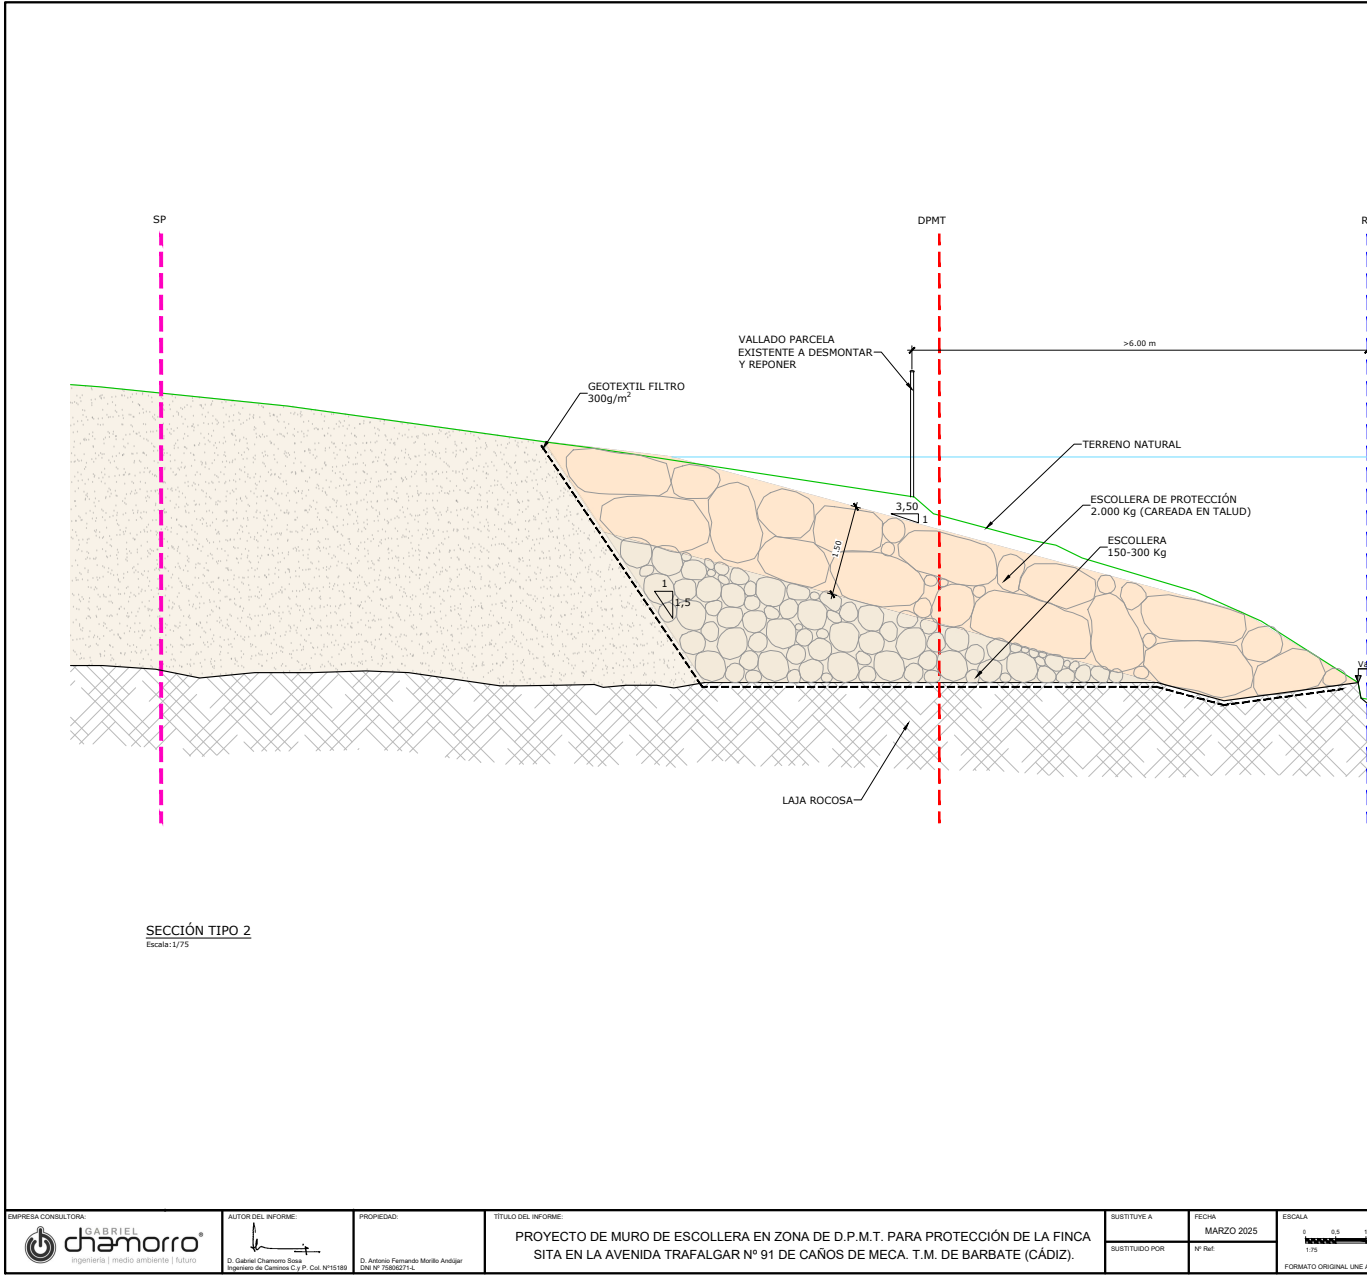 SP
DPMT
R
VALLADO PARCELA
EXISTENTE A DESMONTAR
Y REPONER
>6.00 m
GEOTEXTIL FILTRO
300g/m²
TERRENO NATURAL
ESCOLLERA DE PROTECCIÓN
2.000 Kg (CAREADA EN TALUD)
3,50
1
ESCOLLERA
150-300 Kg
1,50
1
1,5
LAJA ROCOSA
SECCIÓN TIPO 2
Escala:1/75
EMPRESA CONSULTORA:
GABRIEL
chamorro®
ingeniería | medio ambiente | futuro
AUTOR DEL INFORME:
D. Gabriel Chamorro Sosa
Ingeniero de Caminos C.y P. Col. Nº15189
PROPIEDAD:
D. Antonio Fernando Morillo Andújar
DNI Nº 75806271-L
TÍTULO DEL INFORME:
PROYECTO DE MURO DE ESCOLLERA EN ZONA DE D.P.M.T. PARA PROTECCIÓN DE LA FINCA
SITA EN LA AVENIDA TRAFALGAR Nº 91 DE CAÑOS DE MECA. T.M. DE BARBATE (CÁDIZ).
SUSTITUYE A
SUSTITUIDO POR
FECHA
MARZO 2025
Nº Ref:
ESCALA
0 0,5 1
1:75
FORMATO ORIGINAL UNE A